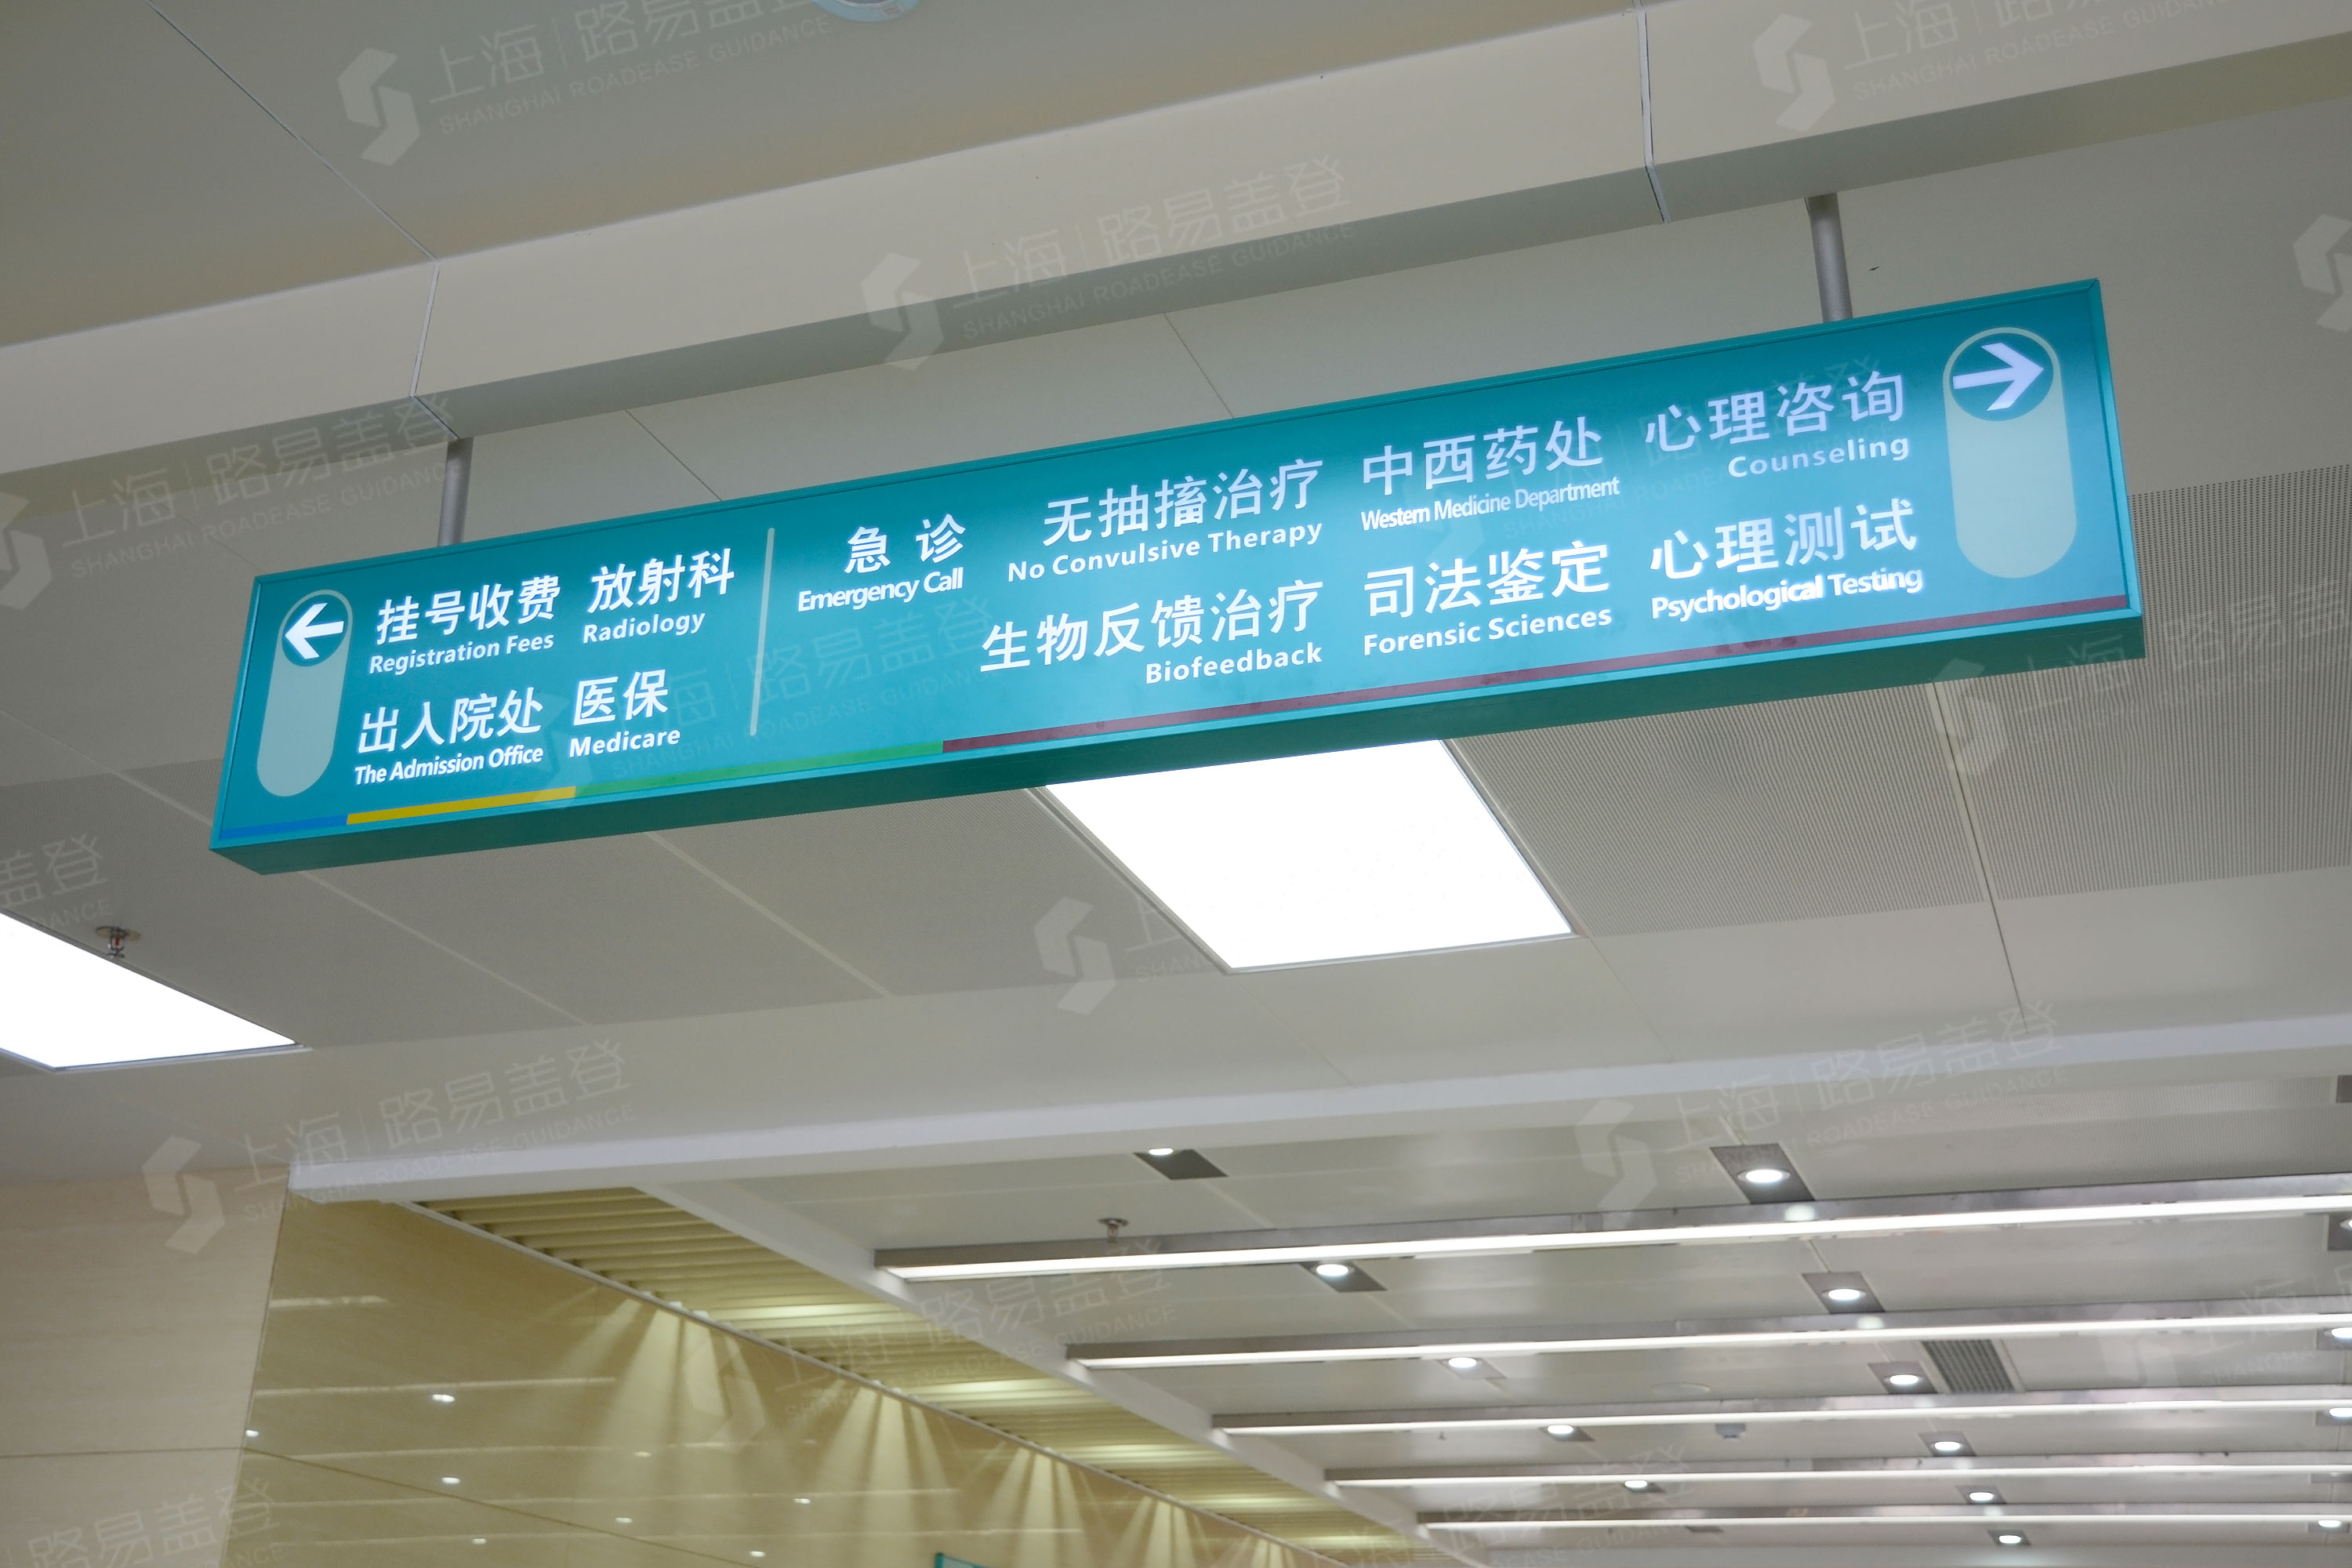 挂号收费 放射科
Registration Fees Radiology
出入院处 医保
The Admission Office Medicare
急诊 无抽搐治疗 中西药处 心理咨询
Emergency Call No Convulsive Therapy Western Medicine Department Counseling
生物反馈治疗 司法鉴定 心理测试
Biofeedback Forensic Sciences Psychological Testing
上海|路易盖登
SHANGHAI ROADEASE GUIDANCE